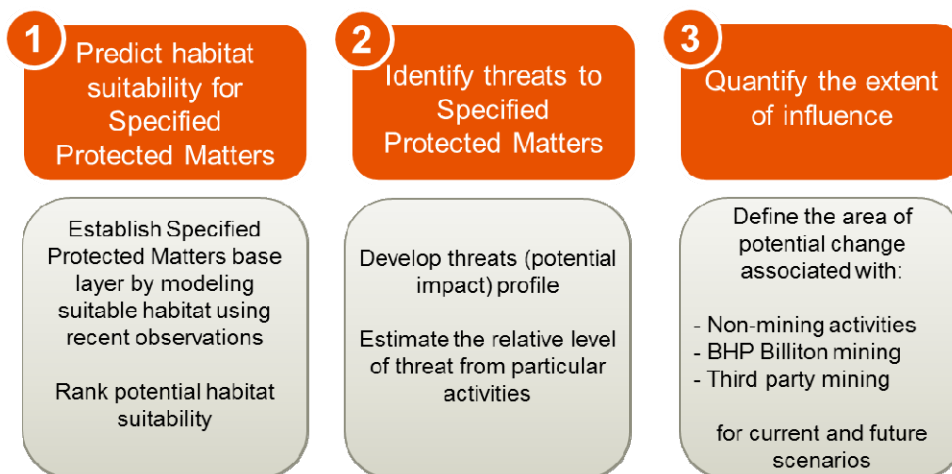 1
Predict habitat
suitability for
Specified
Protected Matters
Establish Specified
Protected Matters base
layer by modeling
suitable habitat using
recent observations
Rank potential habitat
suitability
2
Identify threats to
Specified
Protected Matters
Develop threats (potential
impact) profile
Estimate the relative level
of threat from particular
activities
3
Quantify the extent
of influence
Define the area of
potential change
associated with:
- Non-mining activities
- BHP Billiton mining
- Third party mining
for current and future
scenarios